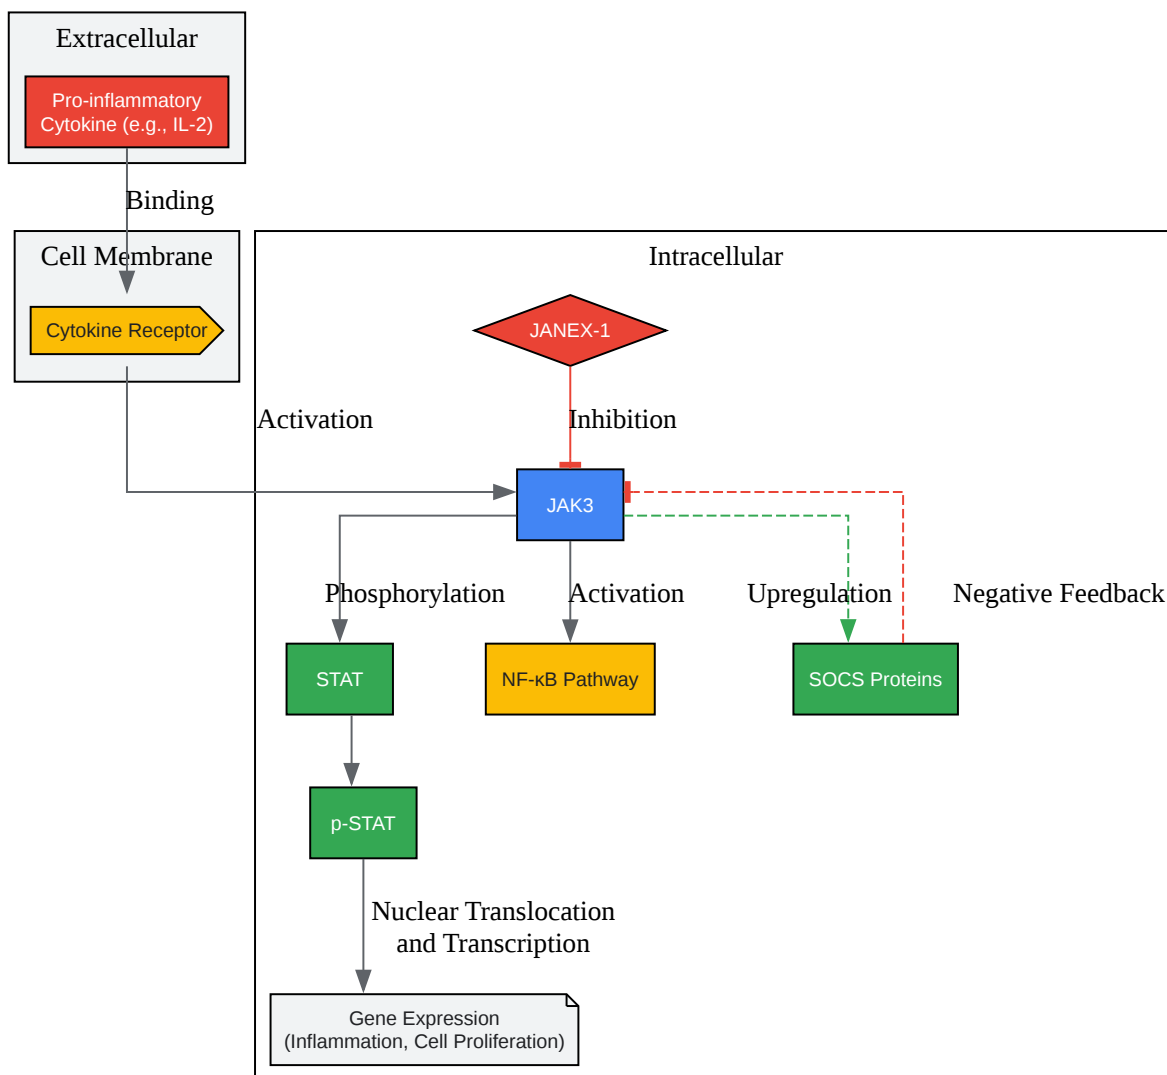 Extracellular
Pro-inflammatory
Cytokine (e.g., IL-2)
Binding
Cell Membrane
Cytokine Receptor
Intracellular
JANEX-1
Activation
Inhibition
JAK3
Phosphorylation
Activation
Upregulation
Negative Feedback
STAT
NF-κB Pathway
SOCS Proteins
p-STAT
Nuclear Translocation
and Transcription
Gene Expression
(Inflammation, Cell Proliferation)